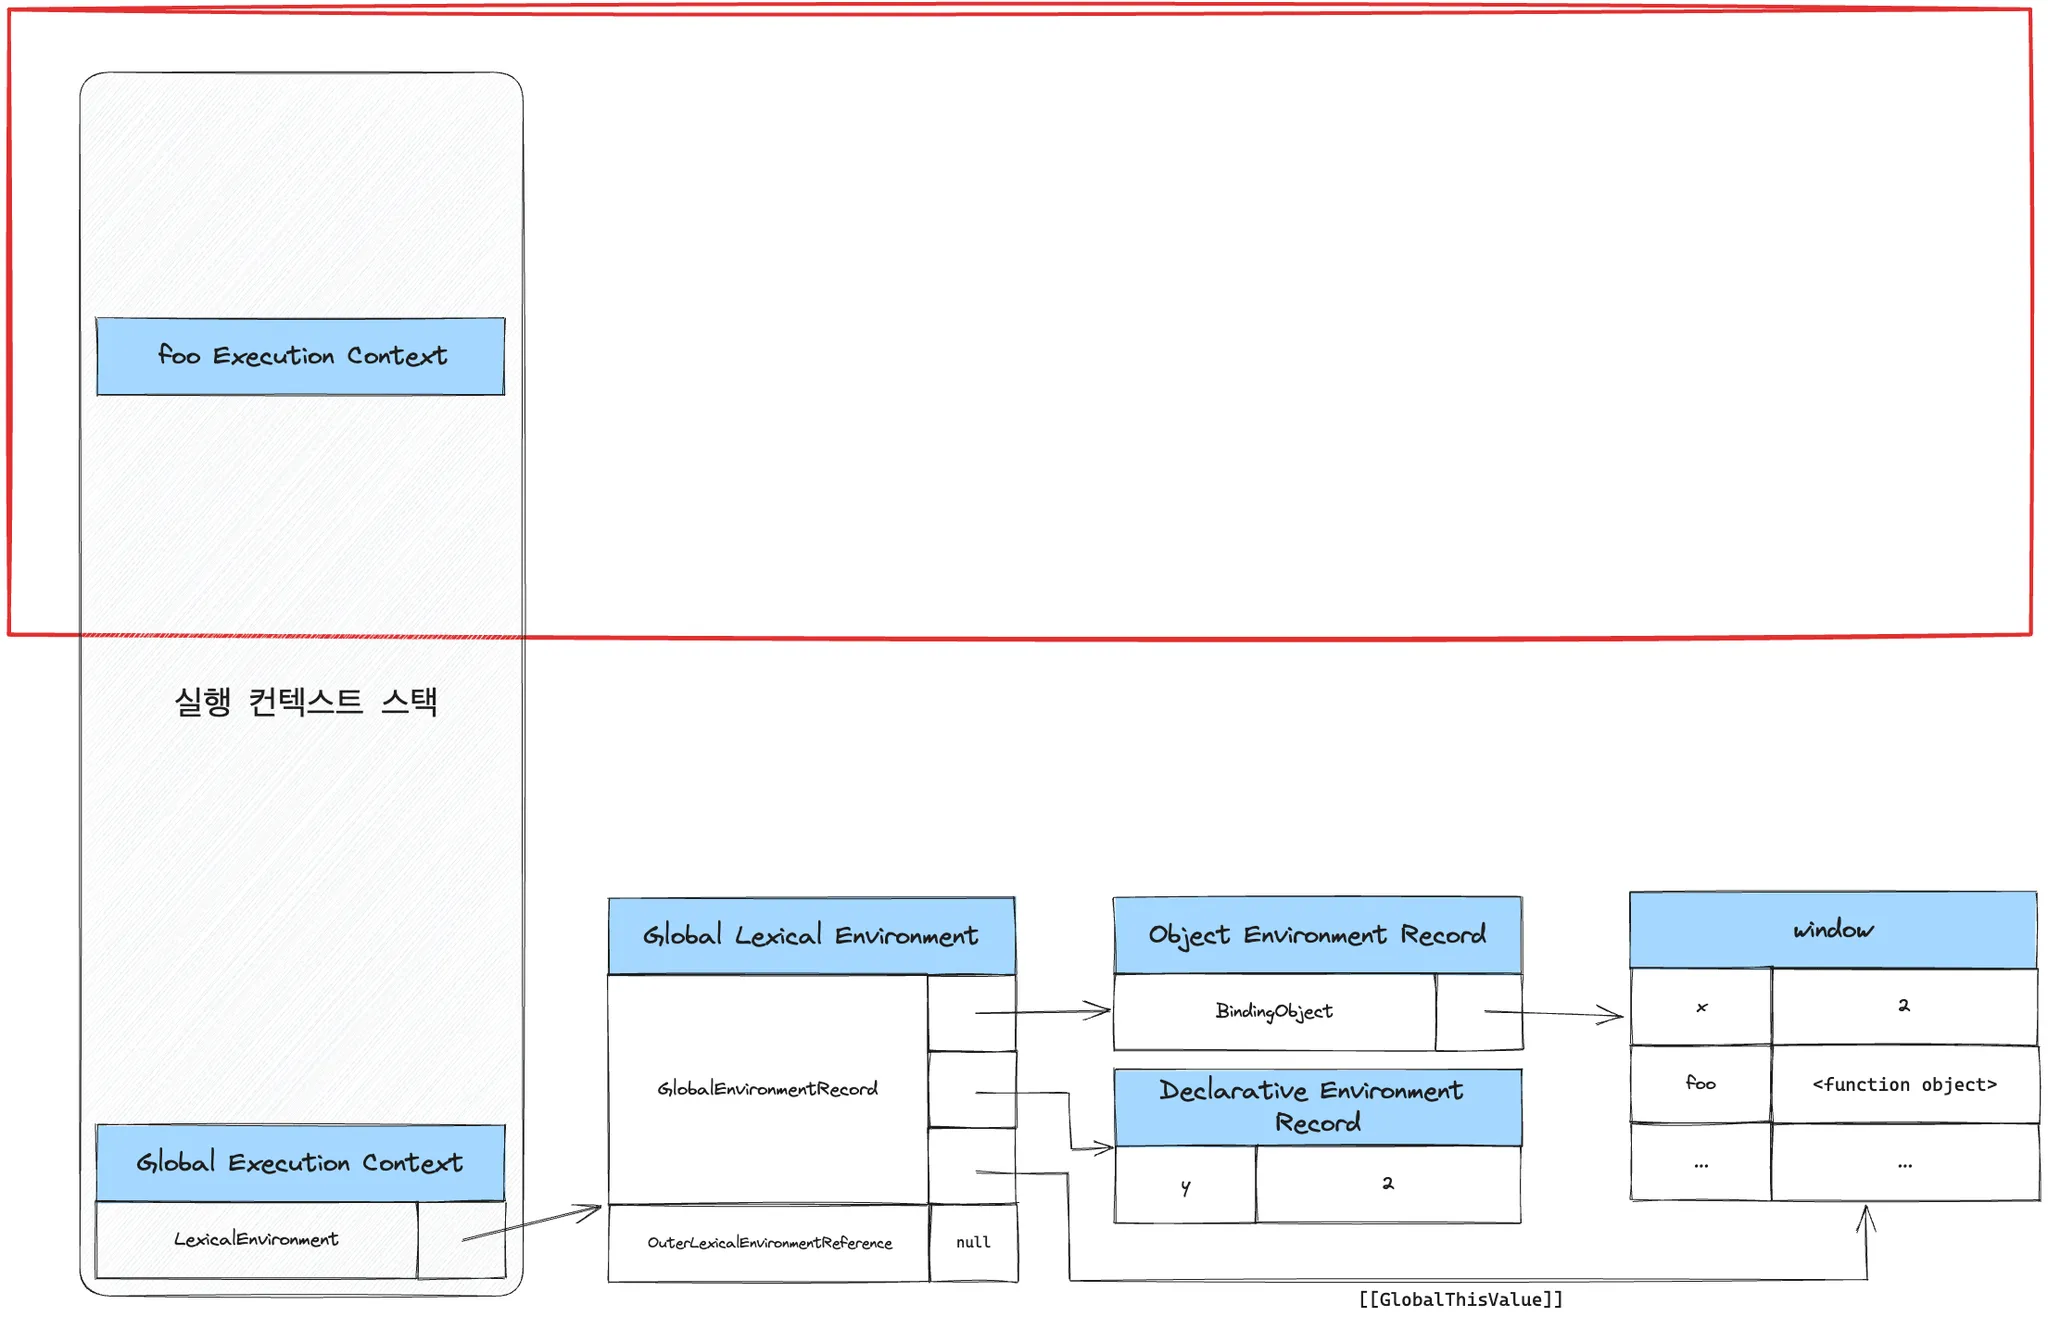 foo Execution Context
실행 컨텍스트 스택
Global Execution Context
LexicalEnvironment
Global Lexical Environment
GlobalEnvironmentRecord
OuterLexicalEnvironmentReference
null
Object Environment Record
BindingObject
Declarative Environment
Record
y
2
window
x
2
foo
<function object>
...
...
[[GlobalThisValue]]